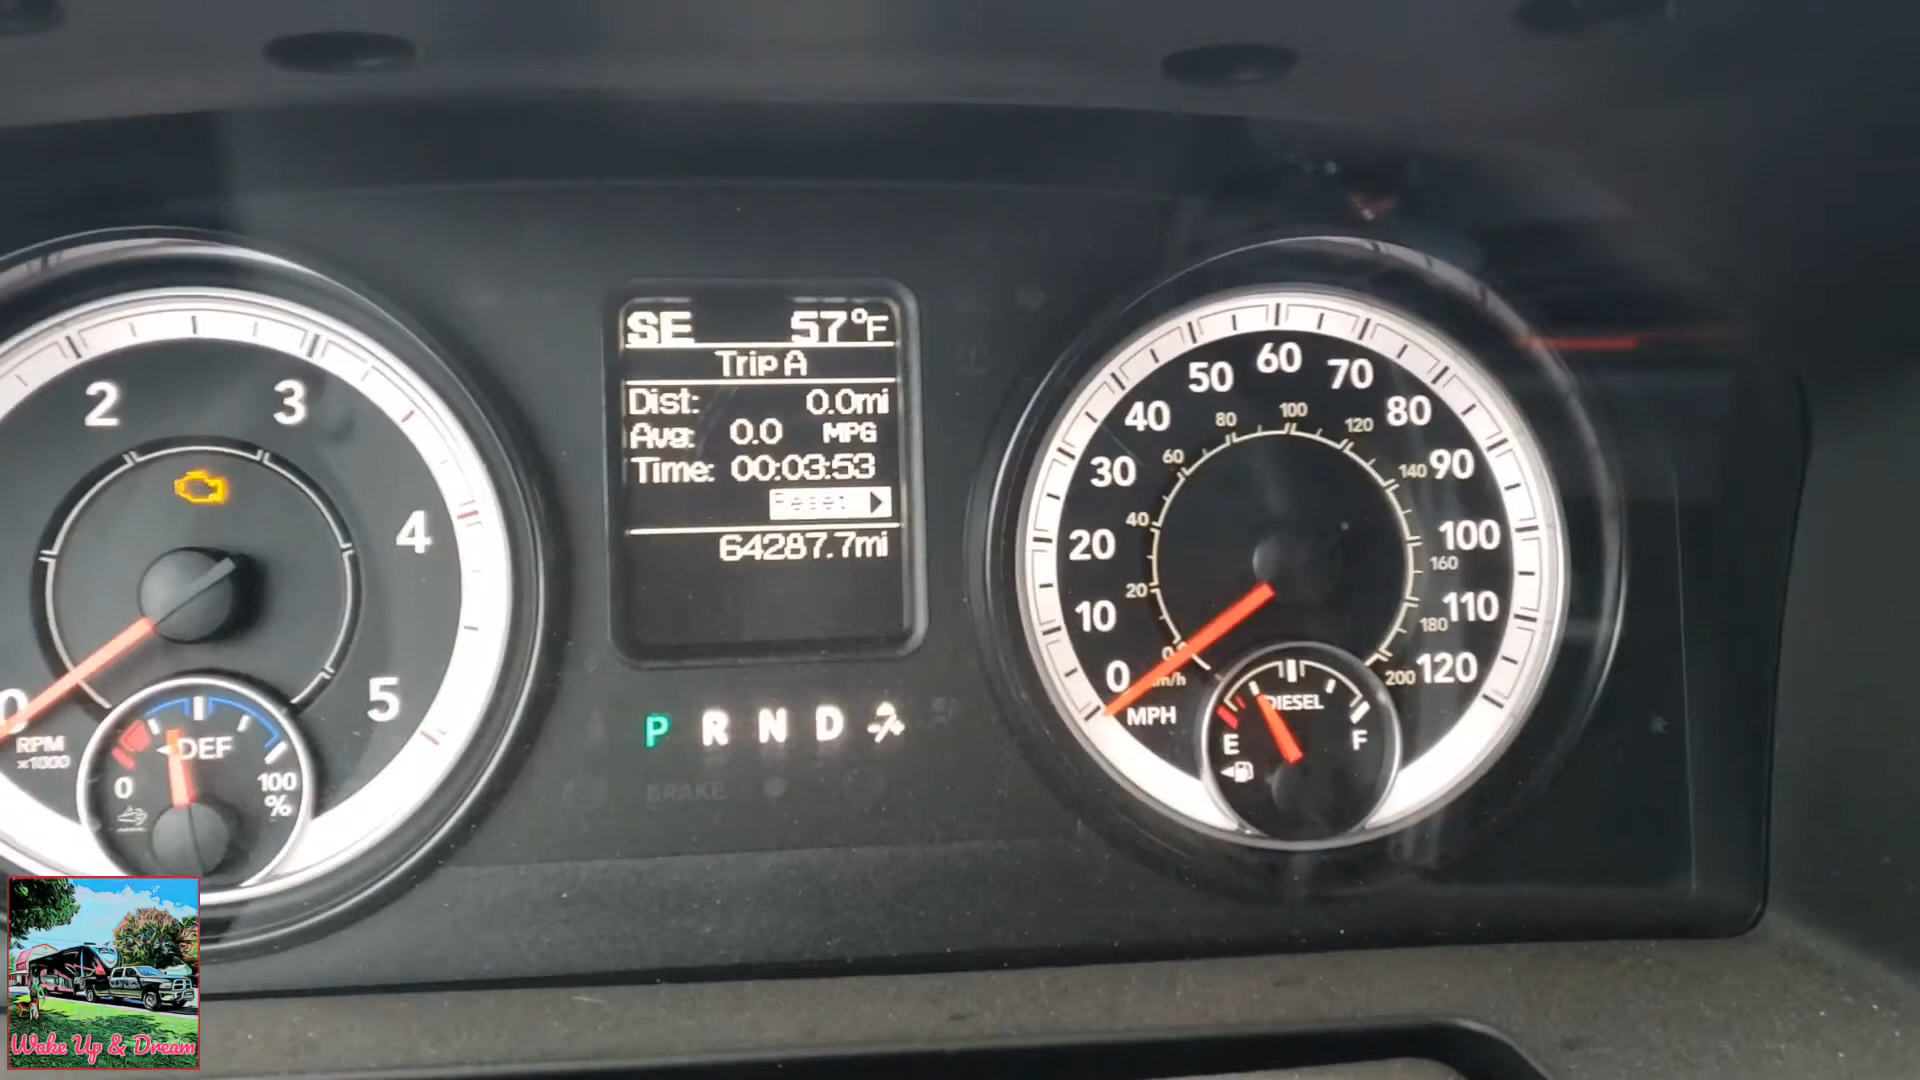 SE 57°F
Trip A
Dist: 0.0mi
Avg: 0.0 MPG
Time: 00:03:53
Reset
64287.7mi
P R N D
BRAKE
0 2 3 4 5
RPM
x1000
DEF
0 100
%
0 10 20 30 40 50 60 70 80 90 100 110 120
MPH
20 40 60 80 100 120 140 160 180 200
km/h
DIESEL
E F
Wake Up & Dream